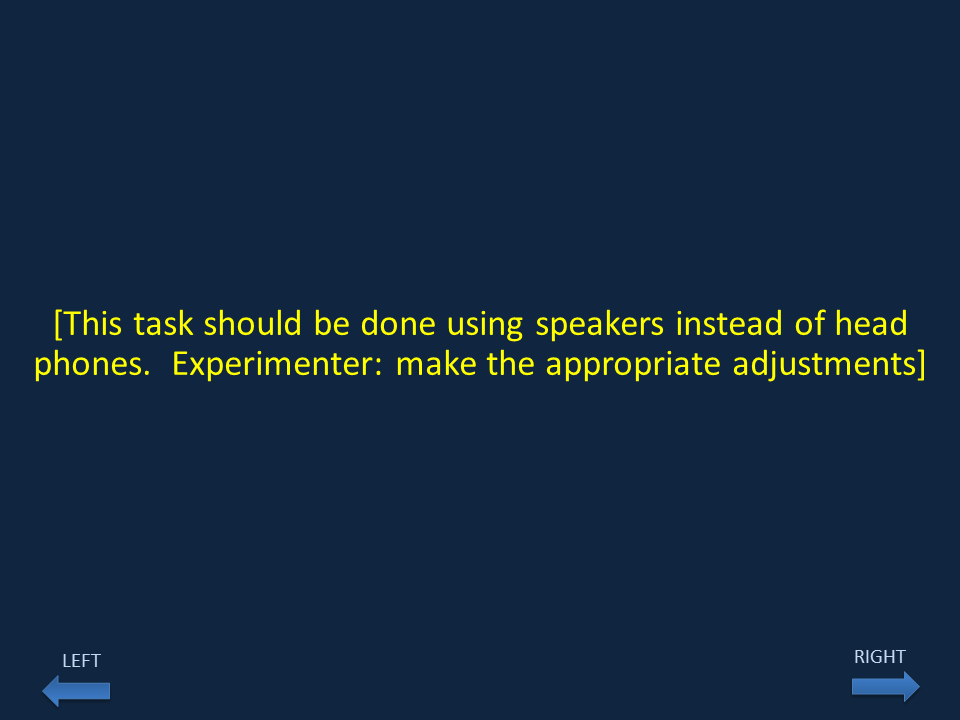 [This task should be done using speakers instead of head
phones.  Experimenter: make the appropriate adjustments]
LEFT
RIGHT